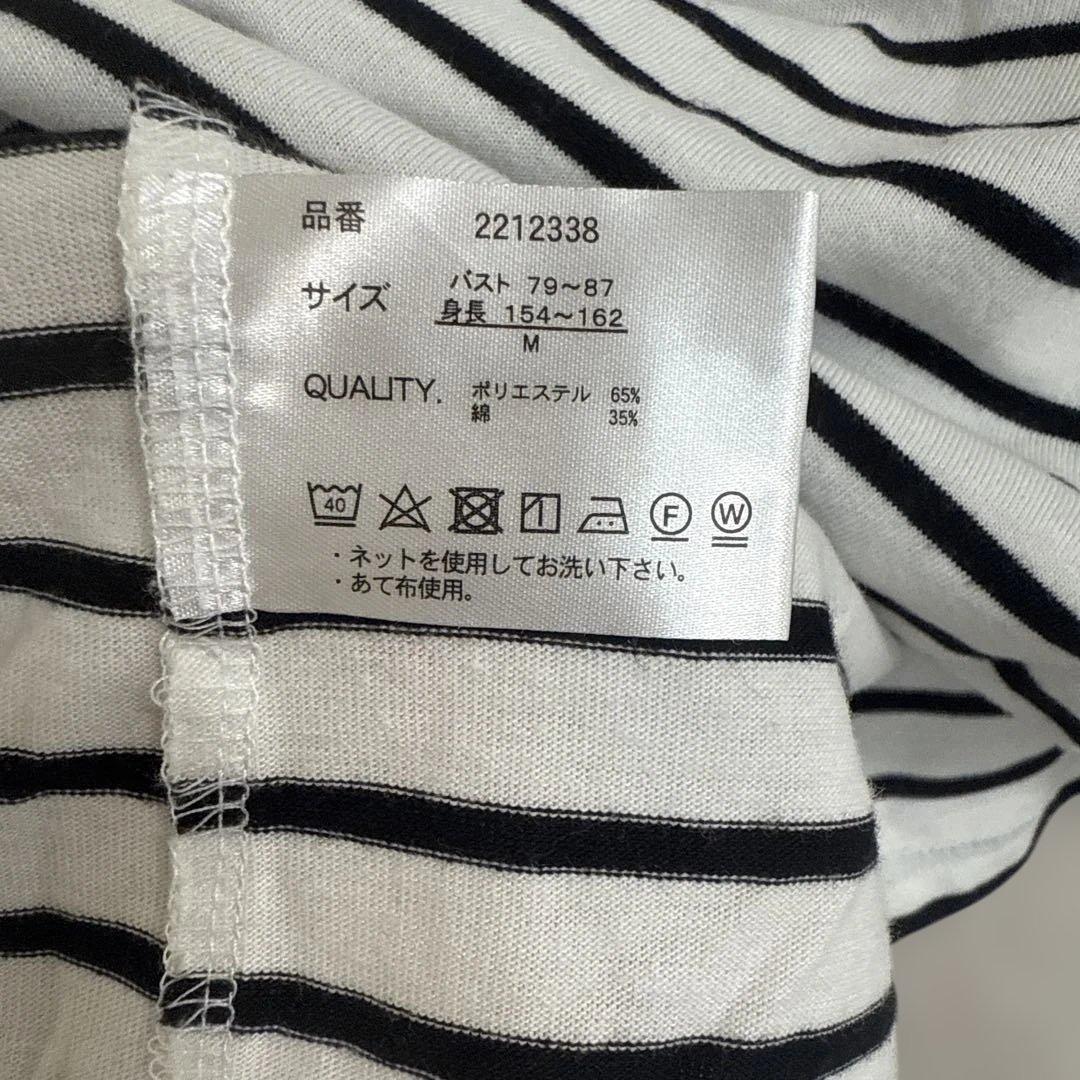 品番 2212338
サイズ バスト 79～87
身長 154～162
M
QUALITY. ポリエステル 65%
綿 35%
40 F W
・ネットを使用してお洗い下さい。
・あて布使用。